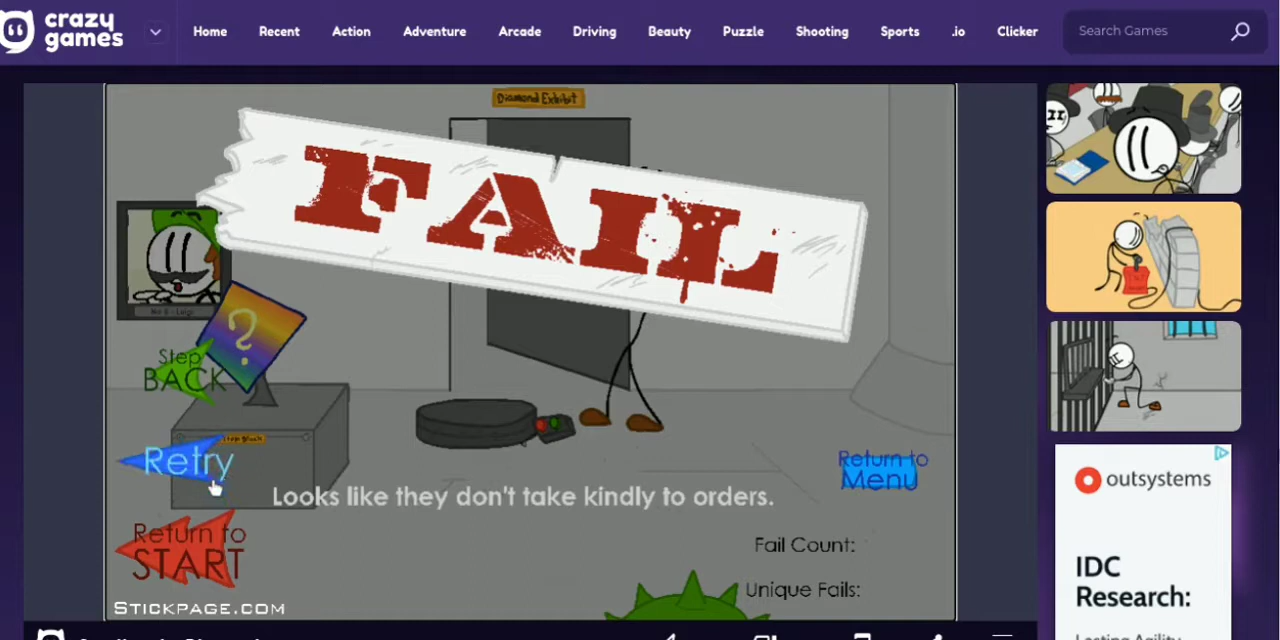 crazy
games
Home
Recent
Action
Adventure
Arcade
Driving
Beauty
Puzzle
Shooting
Sports
.io
Clicker
Search Games
Diamond Exhibit
FAIL
?
Step
BACK
Retry
Looks like they don't take kindly to orders.
Return to
Menu
Return to
START
Fail Count:
Unique Fails:
STICKPAGE.COM
outsystems
IDC
Research: